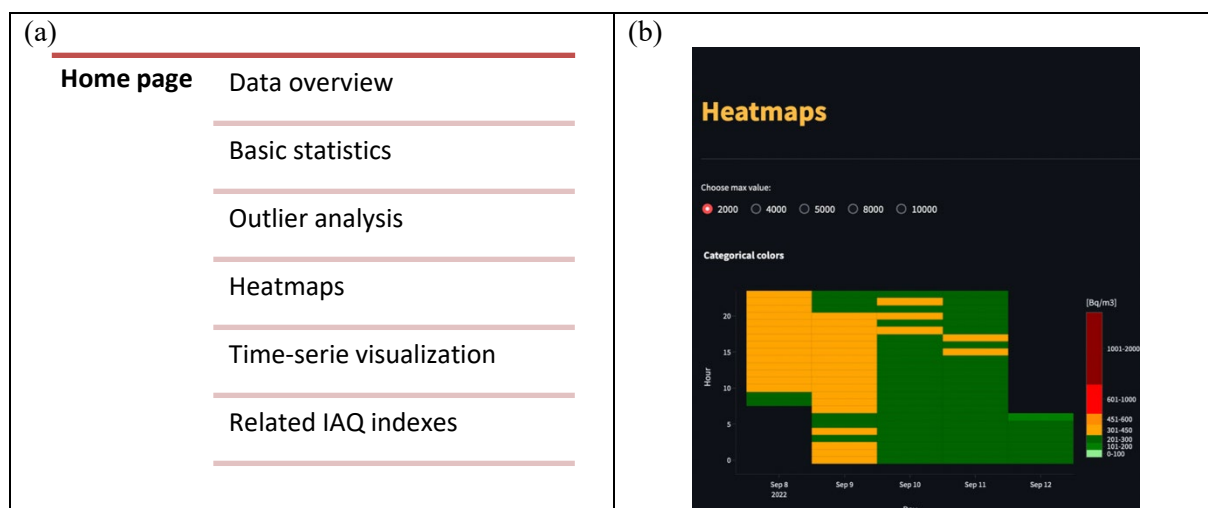 (a)
Home page
Data overview
Basic statistics
Outlier analysis
Heatmaps
Time-serie visualization
Related IAQ indexes
(b)
Heatmaps
Choose max value:
2000 4000 5000 8000 10000
Categorical colors
[Bq/m3]
1001-2000
601-1000
451-600
301-450
201-300
101-200
0-100
Hour
20
15
10
5
0
Sep 8 Sep 9 Sep 10 Sep 11 Sep 12
2022